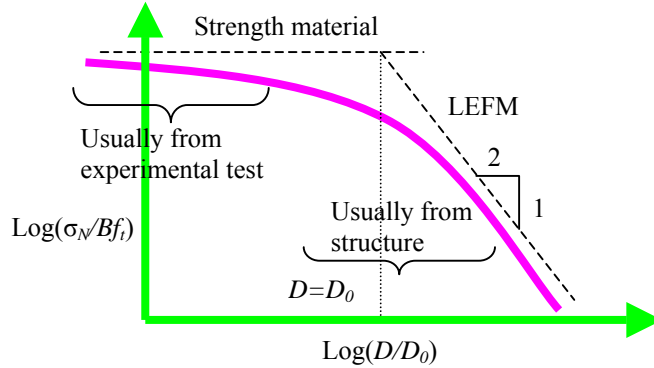 Strength material
LEFM
Usually from
experimental test
2
1
Usually from
structure
Log(σN/Bft)
D=D0
Log(D/D0)